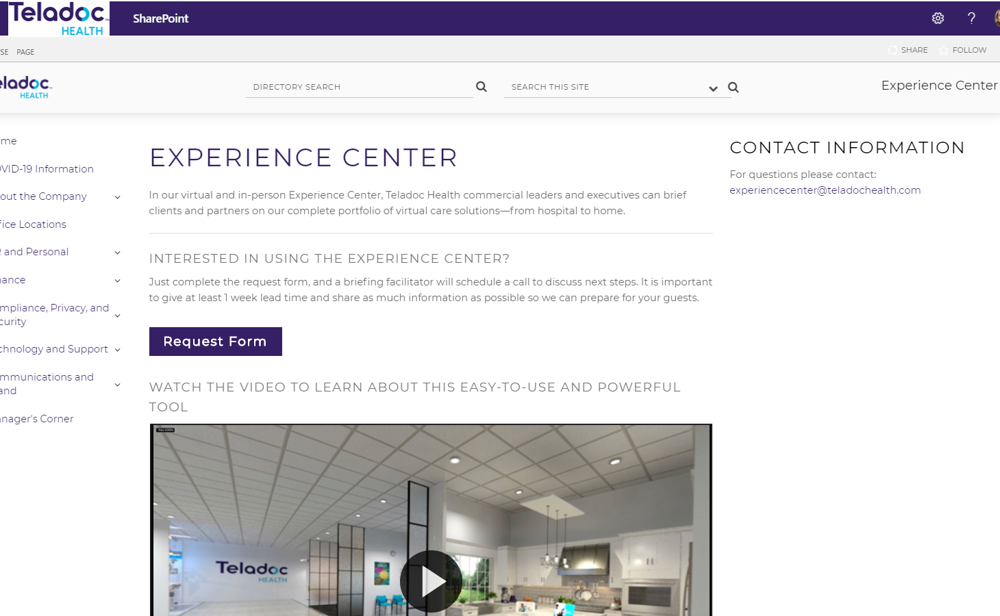 Teladoc
HEALTH
SharePoint
?
SE PAGE
SHARE FOLLOW
eladoc
HEALTH
DIRECTORY SEARCH
SEARCH THIS SITE
Experience Center
me
OVID-19 Information
out the Company
fice Locations
R and Personal
nance
mpliance, Privacy, and
curity
chnology and Support
mmunications and
and
anager's Corner
EXPERIENCE CENTER
In our virtual and in-person Experience Center, Teladoc Health commercial leaders and executives can brief
clients and partners on our complete portfolio of virtual care solutions—from hospital to home.
INTERESTED IN USING THE EXPERIENCE CENTER?
Just complete the request form, and a briefing facilitator will schedule a call to discuss next steps. It is important
to give at least 1 week lead time and share as much information as possible so we can prepare for your guests.
Request Form
WATCH THE VIDEO TO LEARN ABOUT THIS EASY-TO-USE AND POWERFUL
TOOL
Teladoc
HEALTH
CONTACT INFORMATION
For questions please contact:
experiencecenter@teladochealth.com